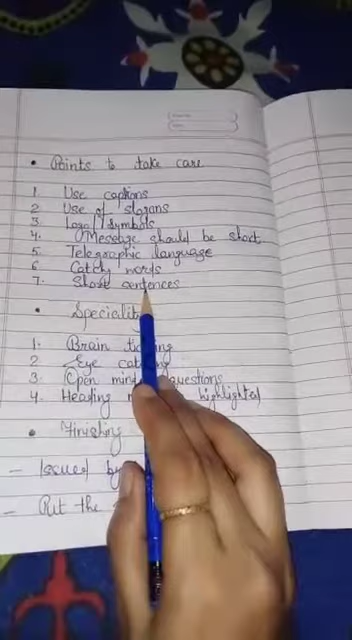 • Points to take care
1. Use captions
2 Use of slogans
3 Logo / symbols
4. Message should be short
5. Telegraphic language
6 Catchy words
7. Short sentences
• Speciality
1. Brain
2 Eye
3. Open questions
4. Heading highlighted
• Finishing
- Issued by
- Put the